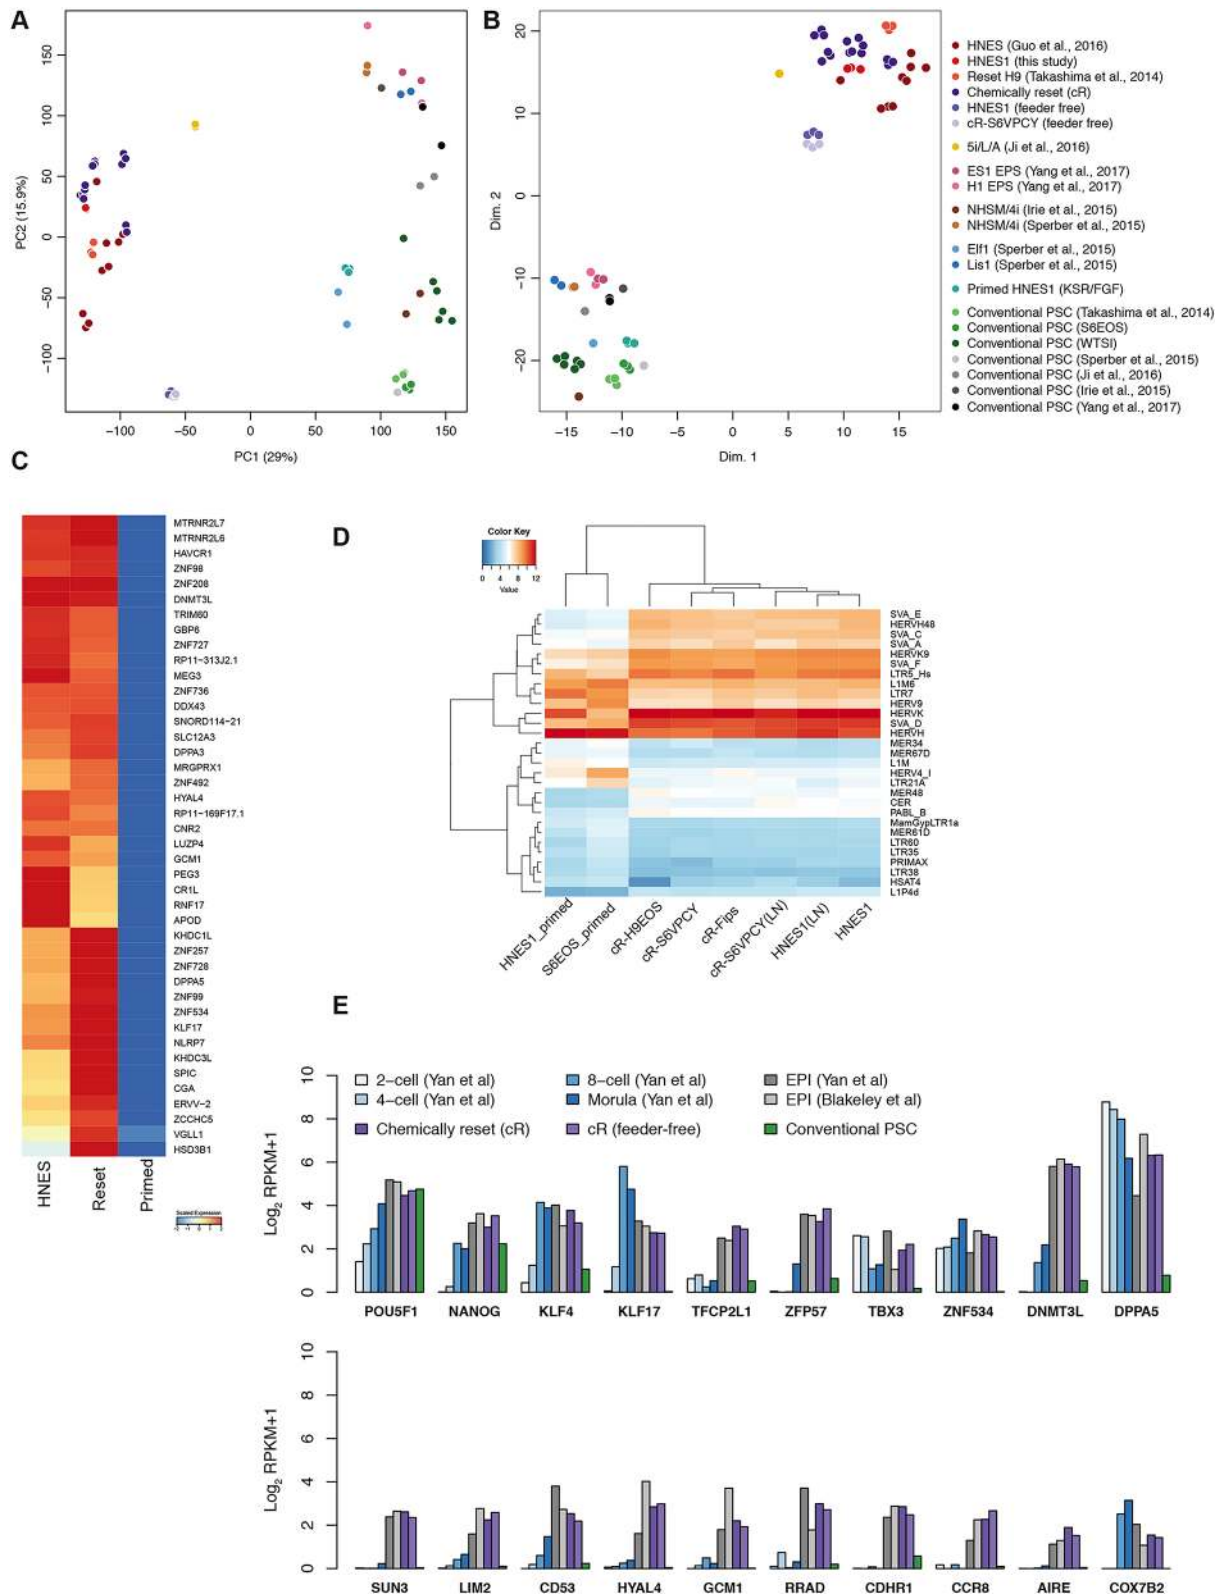 A
150
100
50
0
−50
−100
PC2 (15.9%)
−100
−50
0
50
100
150
PC1 (29%)
B
20
10
0
−10
−20
Dim. 2
−15
−10
−5
0
5
10
15
Dim. 1
HNES (Guo et al., 2016)
HNES1 (this study)
Reset H9 (Takashima et al., 2014)
Chemically reset (cR)
HNES1 (feeder free)
cR-S6VPCY (feeder free)
5i/L/A (Ji et al., 2016)
ES1 EPS (Yang et al., 2017)
H1 EPS (Yang et al., 2017)
NHSM/4i (Irie et al., 2015)
NHSM/4i (Sperber et al., 2015)
Elf1 (Sperber et al., 2015)
Lis1 (Sperber et al., 2015)
Primed HNES1 (KSR/FGF)
Conventional PSC (Takashima et al., 2014)
Conventional PSC (S6EOS)
Conventional PSC (WTSI)
Conventional PSC (Sperber et al., 2015)
Conventional PSC (Ji et al., 2016)
Conventional PSC (Irie et al., 2015)
Conventional PSC (Yang et al., 2017)
C
MTRNR2L7
MTRNR2L6
HAVCR1
ZNF98
ZNF208
DNMT3L
TRIM60
GBP6
ZNF727
RP11−313J2.1
MEG3
ZNF736
DDX43
SNORD114−21
SLC12A3
DPPA3
MRGPRX1
ZNF492
HYAL4
RP11−169F17.1
CNR2
LUZP4
GCM1
PEG3
CR1L
RNF17
APOD
KHDC1L
ZNF257
ZNF728
DPPA5
ZNF99
ZNF534
KLF17
NLRP7
KHDC3L
SPIC
CGA
ERVV−2
ZCCHC5
VGLL1
HSD3B1
HNES
Reset
Primed
Scaled Expression
D
Color Key
0 4 8 12
Value
SVA_E
HERVH48
SVA_C
SVA_A
HERVK9
SVA_F
LTR5_Hs
L1M6
LTR7
HERV9
HERVK
SVA_D
HERVH
MER34
MER67D
L1M
HERV4_I
LTR21A
MER48
CER
PABL_B
MamGypLTR1a
MER61D
LTR60
LTR35
PRIMAX
LTR38
HSAT4
L1P4d
HNES1_primed
S6EOS_primed
cR-H9EOS
cR-S6VPCY
cR-Fips
cR-S6VPCY(LN)
HNES1(LN)
HNES1
E
2−cell (Yan et al)
4−cell (Yan et al)
Chemically reset (cR)
8−cell (Yan et al)
Morula (Yan et al)
cR (feeder-free)
EPI (Yan et al)
EPI (Blakeley et al)
Conventional PSC
10
8
6
4
2
0
Log2 RPKM+1
POU5F1 NANOG KLF4 KLF17 TFCP2L1 ZFP57 TBX3 ZNF534 DNMT3L DPPA5
10
8
6
4
2
0
Log2 RPKM+1
SUN3 LIM2 CD53 HYAL4 GCM1 RRAD CDHR1 CCR8 AIRE COX7B2